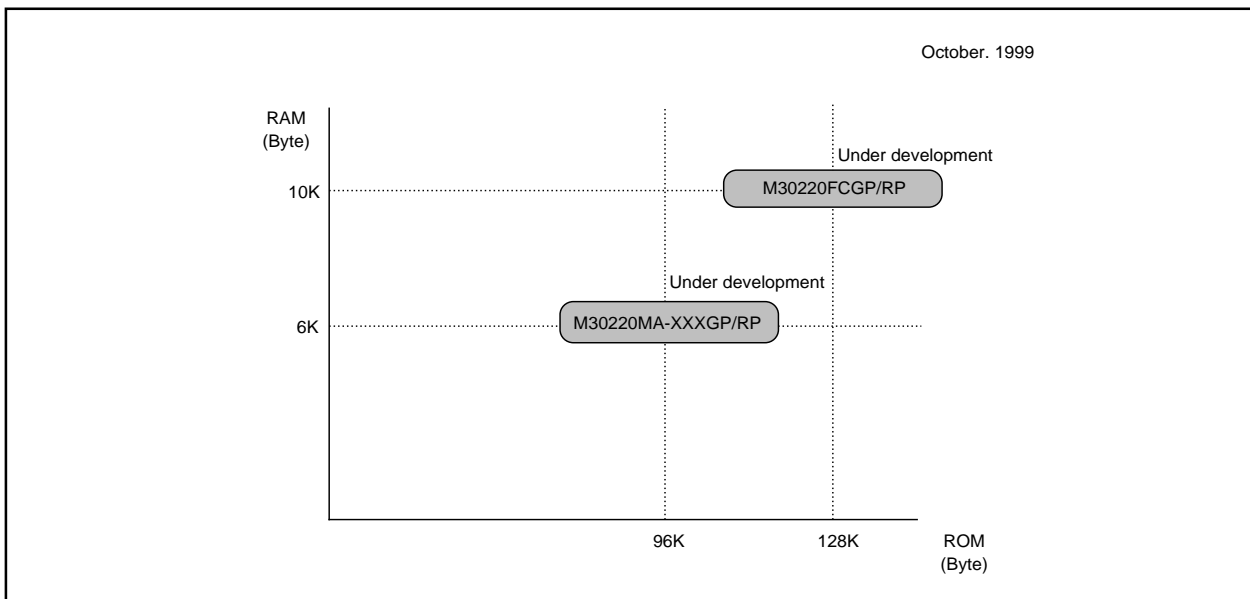 October. 1999
RAM
(Byte)
Under development
10K
M30220FCGP/RP
Under development
6K
M30220MA-XXXGP/RP
96K
128K
ROM
(Byte)